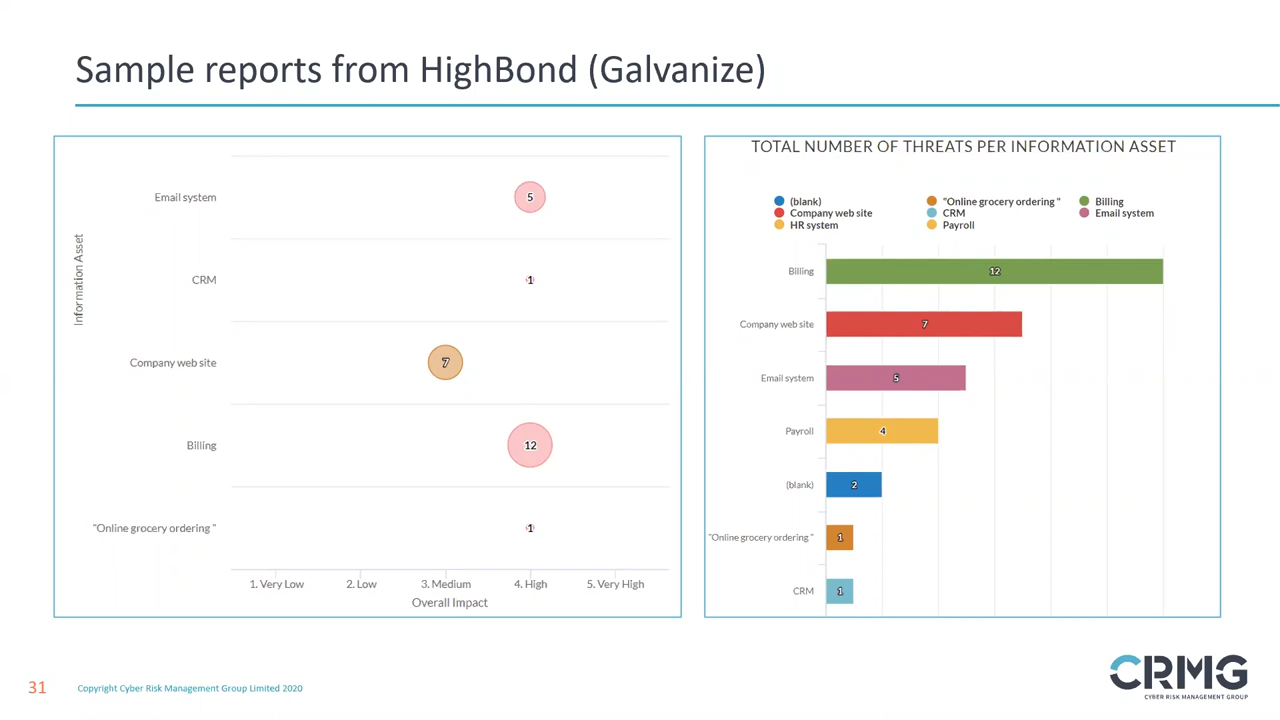 Sample reports from HighBond (Galvanize)
Information Asset
Email system
5
CRM
1
Company web site
7
Billing
12
"Online grocery ordering "
1
1. Very Low 2. Low 3. Medium 4. High 5. Very High
Overall Impact
TOTAL NUMBER OF THREATS PER INFORMATION ASSET
(blank) "Online grocery ordering " Billing
Company web site CRM Email system
HR system Payroll
Billing 12
Company web site 7
Email system 5
Payroll 4
(blank) 2
"Online grocery ordering " 1
CRM 1
31
Copyright Cyber Risk Management Group Limited 2020
CRMG
CYBER RISK MANAGEMENT GROUP